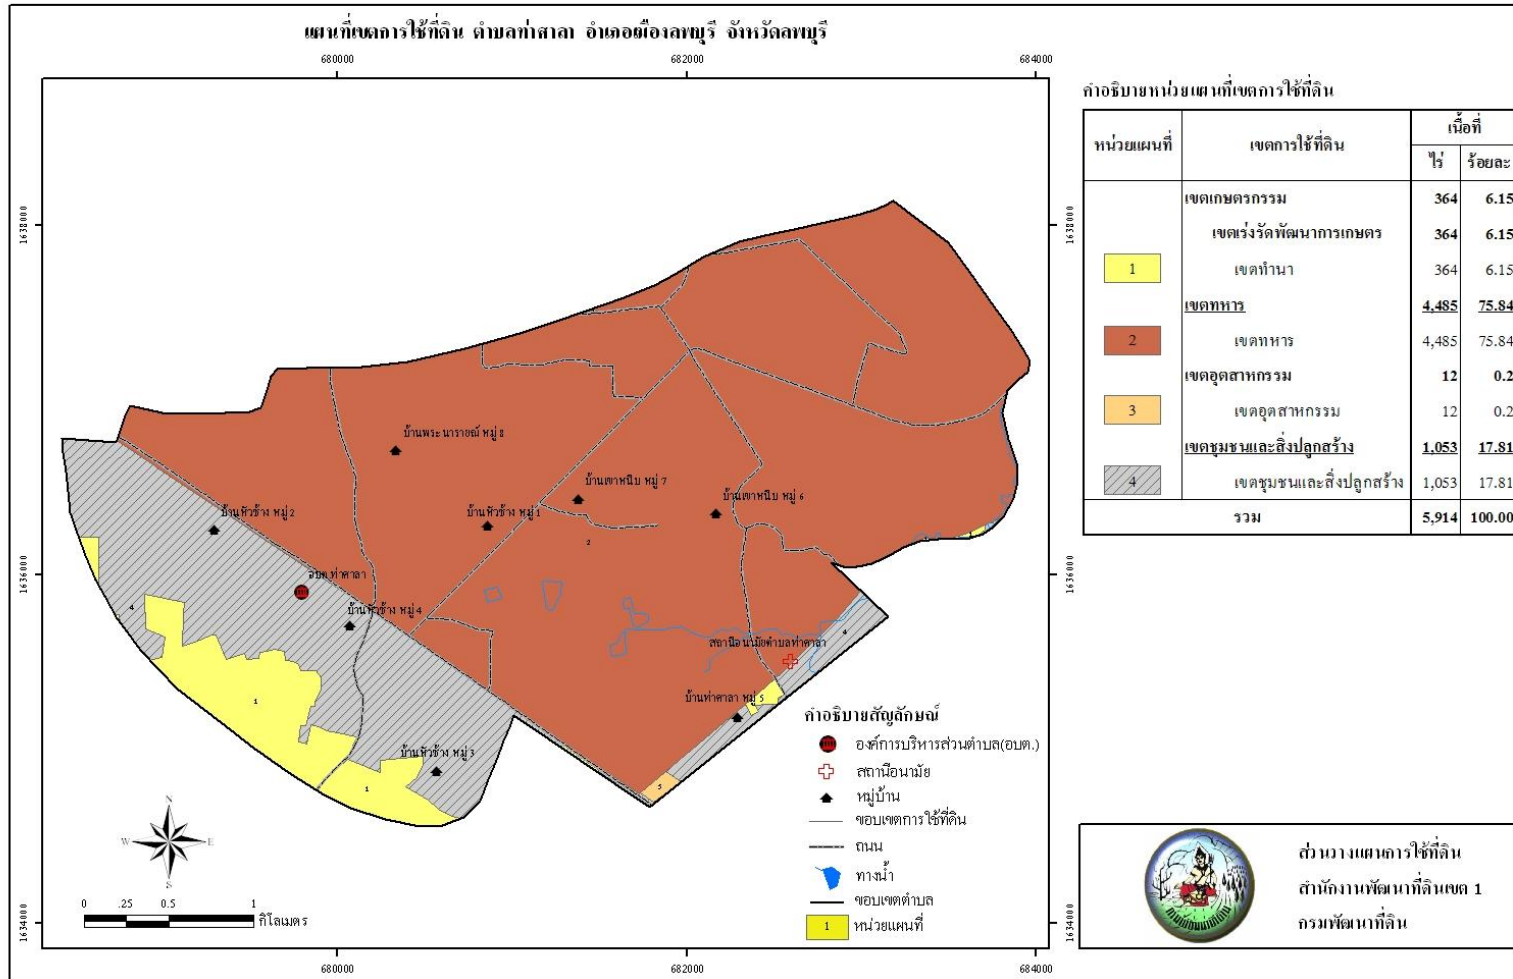 แผนที่เขตการใช้ที่ดิน ตำบลท่าศาลา อำเภอเมืองลพบุรี จังหวัดลพบุรี
680000
682000
684000
คำอธิบายหน่วยแผนที่เขตการใช้ที่ดิน
หน่วยแผนที่ เขตการใช้ที่ดิน เนื้อที่
ไร่ ร้อยละ
เขตเกษตรกรรม 364 6.15
เขตเร่งรัดพัฒนาการเกษตร 364 6.15
1 เขตทำนา 364 6.15
เขตทหาร 4,485 75.84
2 เขตทหาร 4,485 75.84
เขตอุตสาหกรรม 12 0.2
3 เขตอุตสาหกรรม 12 0.2
เขตชุมชนและสิ่งปลูกสร้าง 1,053 17.81
4 เขตชุมชนและสิ่งปลูกสร้าง 1,053 17.81
รวม 5,914 100.00
1638000
1638000
บ้านพระนารายณ์ หมู่ 8
บ้านเขาหนีบ หมู่ 7
บ้านเขาหนีบ หมู่ 6
บ้านหัวช้าง หมู่ 2
บ้านหัวช้าง หมู่ 1
2
1636000
1636000
อบต ท่าศาลา
บ้านหัวช้าง หมู่ 4
4
4
สถานีอนามัยตำบลท่าศาลา
บ้านท่าศาลา หมู่ 5
1
บ้านหัวช้าง หมู่ 3
1
คำอธิบายสัญลักษณ์
องค์การบริหารส่วนตำบล(อบต.)
สถานีอนามัย
หมู่บ้าน
ขอบเขตการใช้ที่ดิน
ถนน
ทางน้ำ
ขอบเขตตำบล
1 หน่วยแผนที่
N
W E
S
0 .25 0.5 1
กิโลเมตร
1634000
1634000
680000
682000
684000
ส่วนวางแผนการใช้ที่ดิน
สำนักงานพัฒนาที่ดินเขต 1
กรมพัฒนาที่ดิน
กรมพัฒนาที่ดิน